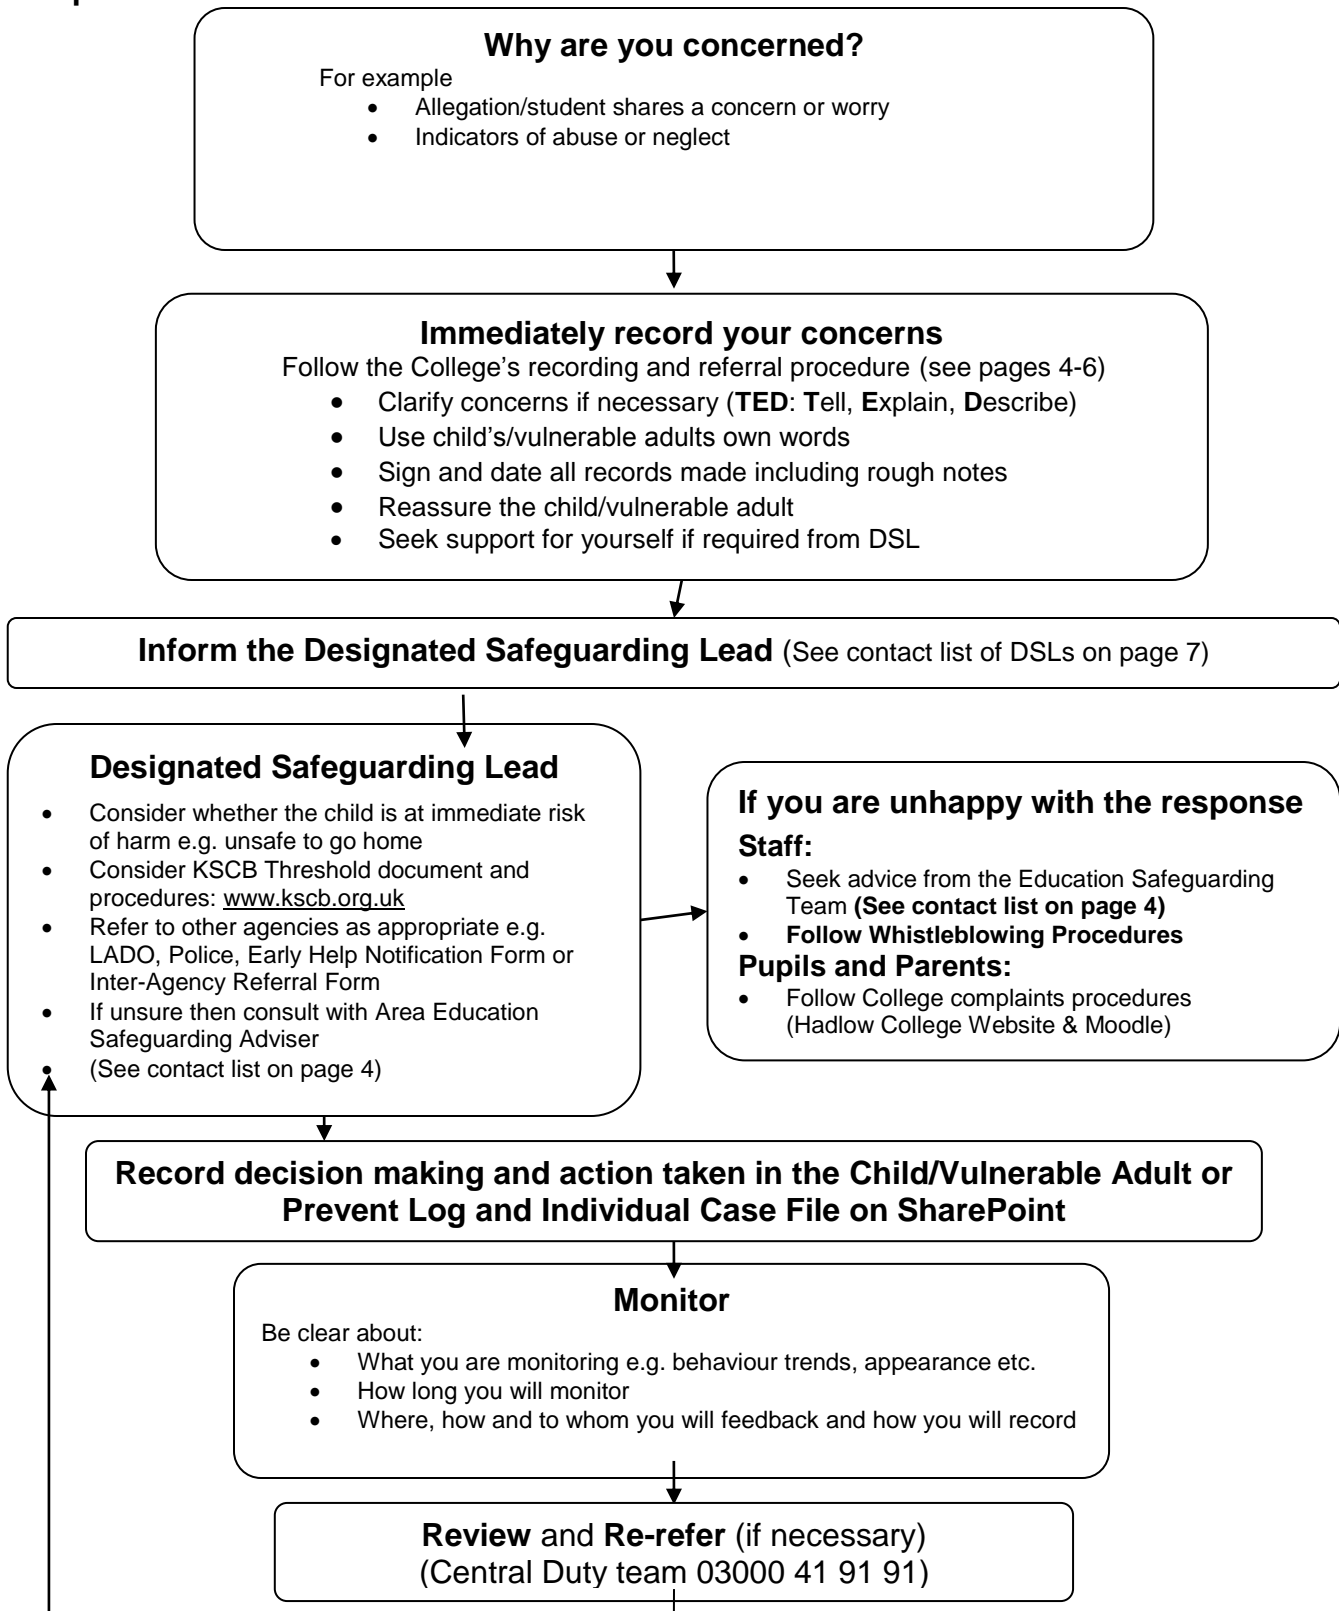 Why are you concerned?
For example
• Allegation/student shares a concern or worry
• Indicators of abuse or neglect
Immediately record your concerns
Follow the College's recording and referral procedure (see pages 4-6)
• Clarify concerns if necessary (TED: Tell, Explain, Describe)
• Use child's/vulnerable adults own words
• Sign and date all records made including rough notes
• Reassure the child/vulnerable adult
• Seek support for yourself if required from DSL
Inform the Designated Safeguarding Lead (See contact list of DSLs on page 7)
Designated Safeguarding Lead
• Consider whether the child is at immediate risk
of harm e.g. unsafe to go home
• Consider KSCB Threshold document and
procedures: www.kscb.org.uk
• Refer to other agencies as appropriate e.g.
LADO, Police, Early Help Notification Form or
Inter-Agency Referral Form
• If unsure then consult with Area Education
Safeguarding Adviser
• (See contact list on page 4)
If you are unhappy with the response
Staff:
• Seek advice from the Education Safeguarding
Team (See contact list on page 4)
• Follow Whistleblowing Procedures
Pupils and Parents:
• Follow College complaints procedures
(Hadlow College Website & Moodle)
Record decision making and action taken in the Child/Vulnerable Adult or
Prevent Log and Individual Case File on SharePoint
Monitor
Be clear about:
• What you are monitoring e.g. behaviour trends, appearance etc.
• How long you will monitor
• Where, how and to whom you will feedback and how you will record
Review and Re-refer (if necessary)
(Central Duty team 03000 41 91 91)